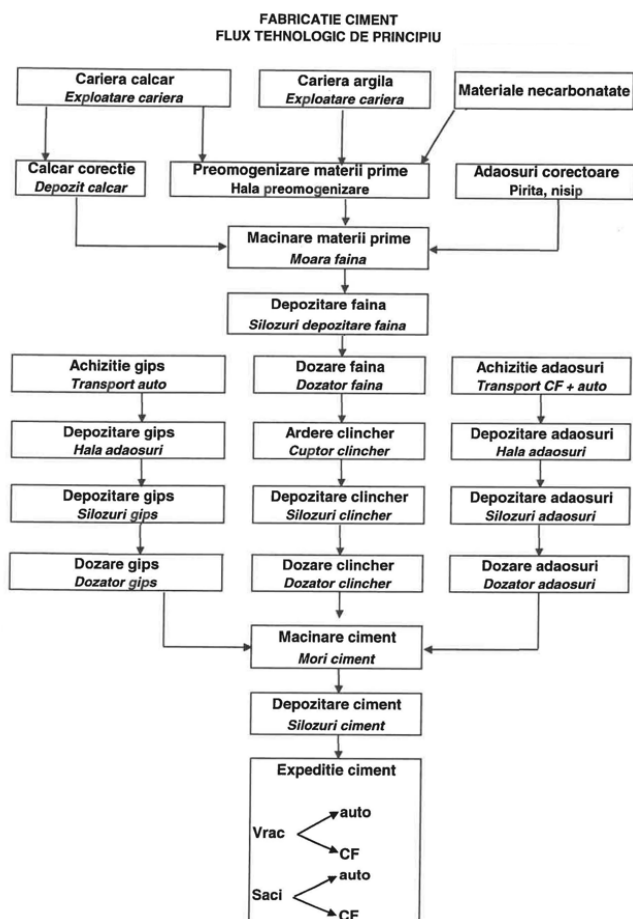 FABRICATIE CIMENT
FLUX TEHNOLOGIC DE PRINCIPIU
Cariera calcar
Exploatare cariera
Cariera argila
Exploatare cariera
Materiale necarbonatate
Calcar corectie
Depozit calcar
Preomogenizare materii prime
Hala preomogenizare
Adaosuri corectoare
Pirita, nisip
Macinare materii prime
Moara faina
Depozitare faina
Silozuri depozitare faina
Achizitie gips
Transport auto
Dozare faina
Dozator faina
Achizitie adaosuri
Transport CF + auto
Depozitare gips
Hala adaosuri
Ardere clincher
Cuptor clincher
Depozitare adaosuri
Hala adaosuri
Depozitare gips
Silozuri gips
Depozitare clincher
Silozuri clincher
Depozitare adaosuri
Silozuri adaosuri
Dozare gips
Dozator gips
Dozare clincher
Dozator clincher
Dozare adaosuri
Dozator adaosuri
Macinare ciment
Mori ciment
Depozitare ciment
Silozuri ciment
Expeditie ciment
auto
Vrac
CF
auto
Saci
CF